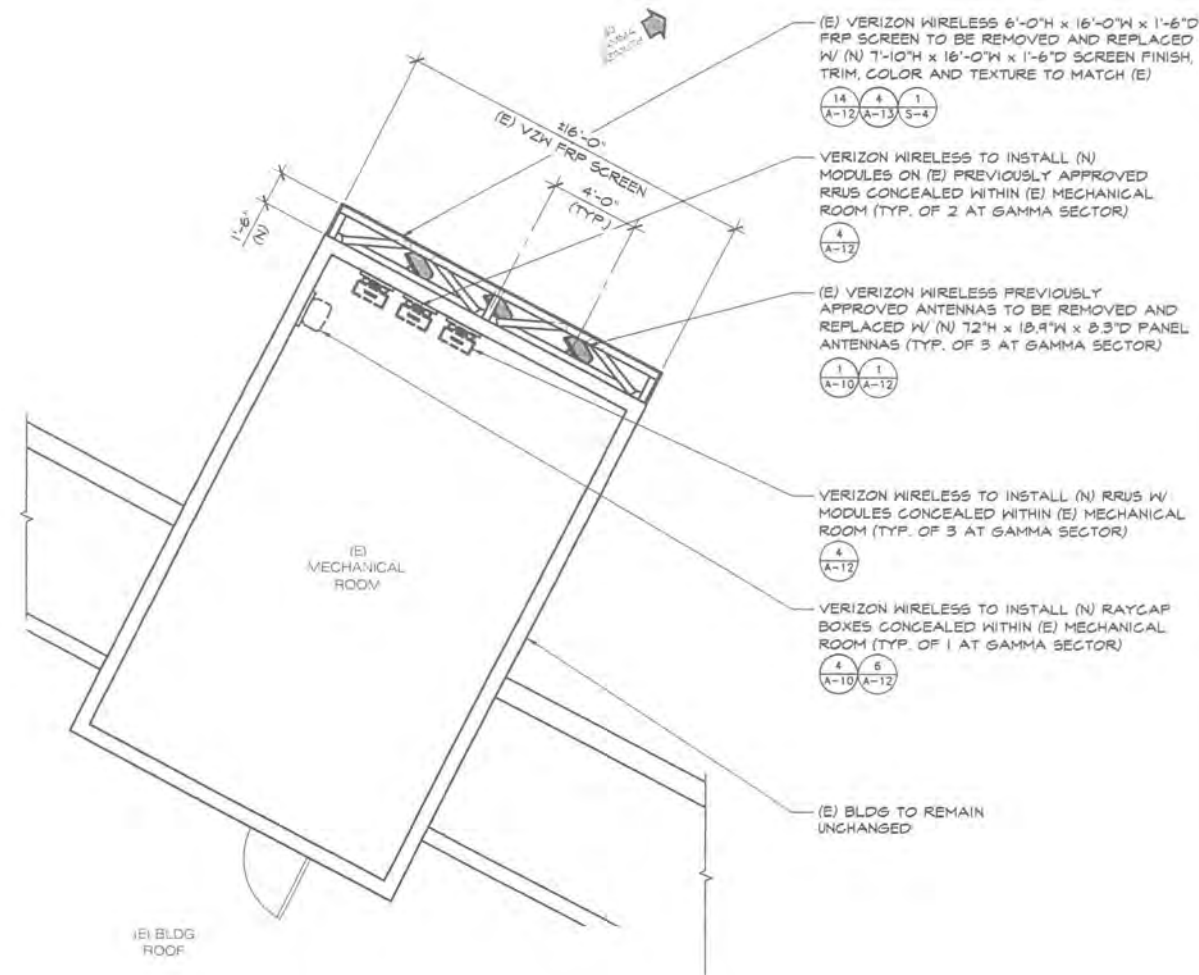 (E) VERIZON WIRELESS 6'-0"H x 16'-0"W x 1'-6"D
FRP SCREEN TO BE REMOVED AND REPLACED
W/ (N) 7'-10"H x 16'-0"W x 1'-6"D SCREEN FINISH,
TRIM, COLOR AND TEXTURE TO MATCH (E)
14 4 1
A-12 A-13 S-4
VERIZON WIRELESS TO INSTALL (N)
MODULES ON (E) PREVIOUSLY APPROVED
RRUS CONCEALED WITHIN (E) MECHANICAL
ROOM (TYP. OF 2 AT GAMMA SECTOR)
4
A-12
(E) VERIZON WIRELESS PREVIOUSLY
APPROVED ANTENNAS TO BE REMOVED AND
REPLACED W/ (N) 72"H x 18.9"W x 8.3"D PANEL
ANTENNAS (TYP. OF 3 AT GAMMA SECTOR)
1 1
A-10 A-12
VERIZON WIRELESS TO INSTALL (N) RRUS W/
MODULES CONCEALED WITHIN (E) MECHANICAL
ROOM (TYP. OF 3 AT GAMMA SECTOR)
4
A-12
VERIZON WIRELESS TO INSTALL (N) RAYCAP
BOXES CONCEALED WITHIN (E) MECHANICAL
ROOM (TYP. OF 1 AT GAMMA SECTOR)
4 6
A-10 A-12
(E) BLDG TO REMAIN
UNCHANGED
±16'-0"
(E) VZW FRP SCREEN
4'-0"
(TYP.)
1'-6"
(N)
(E)
MECHANICAL
ROOM
(E) BLDG
ROOF